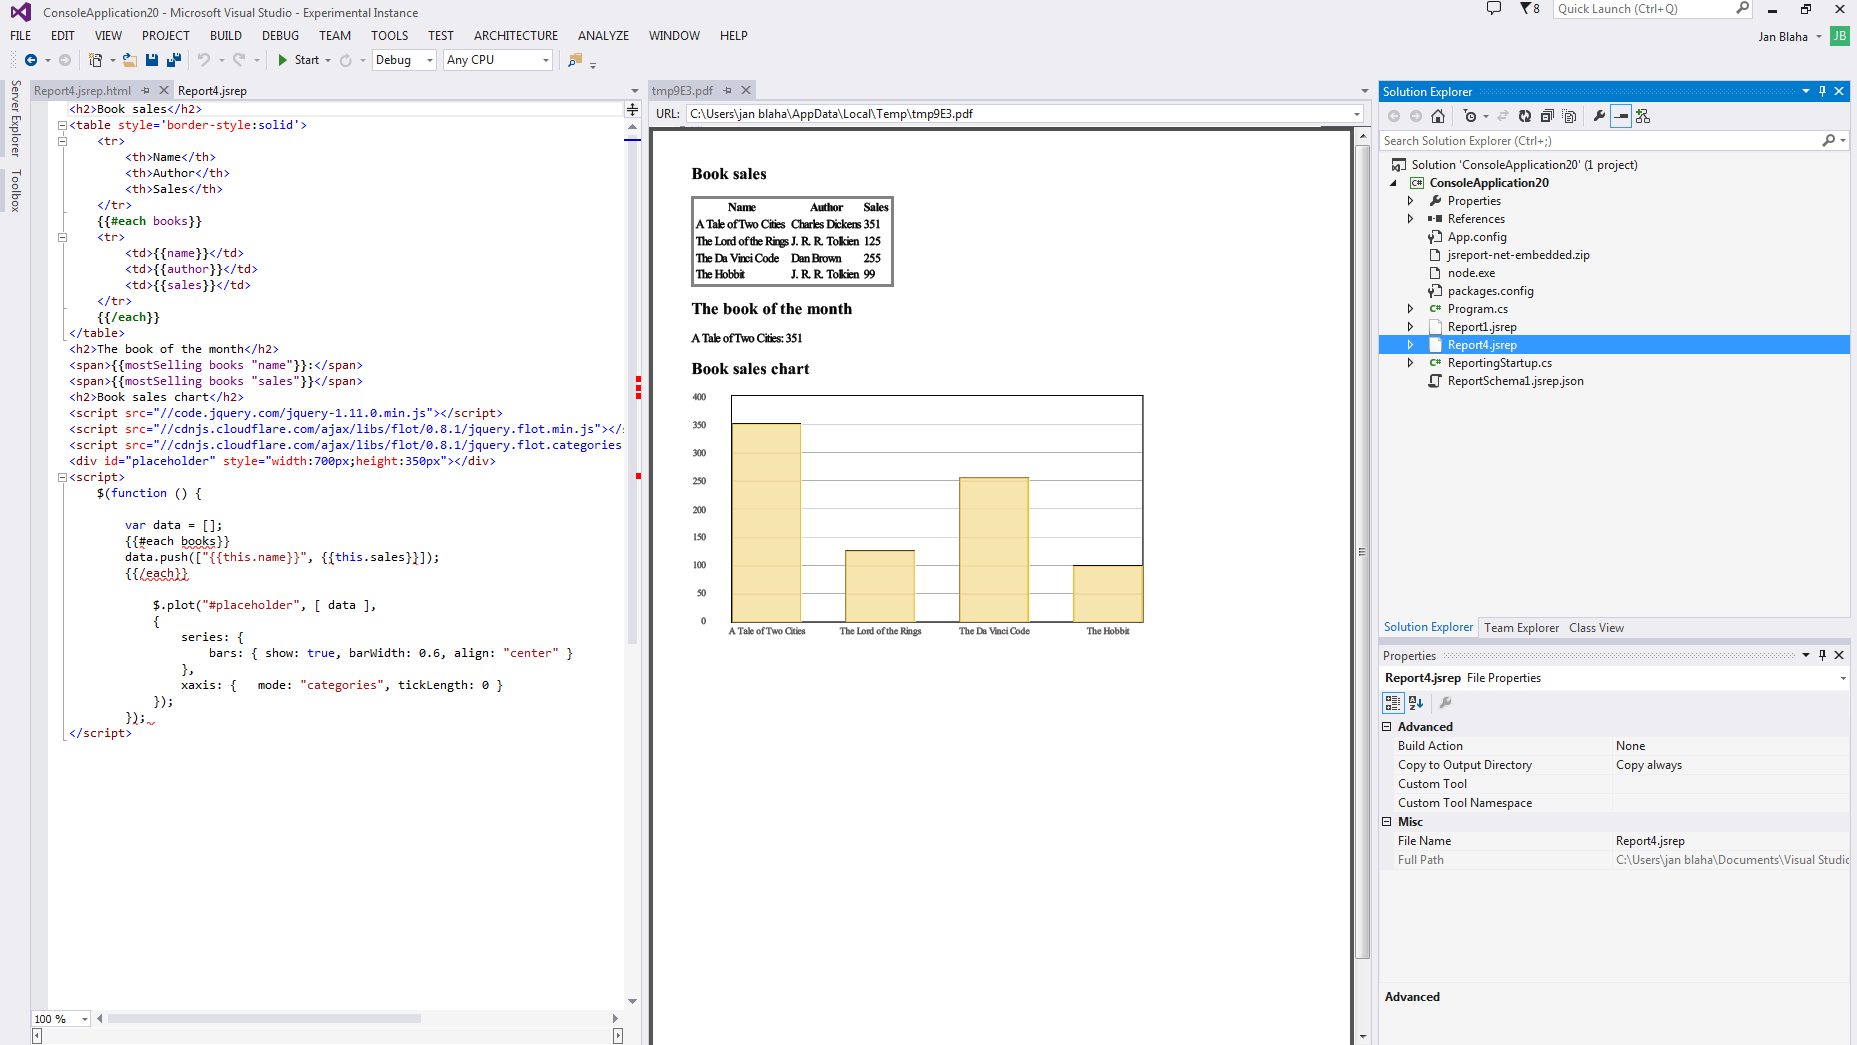 ConsoleApplication20 - Microsoft Visual Studio - Experimental Instance
8
Quick Launch (Ctrl+Q)
FILE EDIT VIEW PROJECT BUILD DEBUG TEAM TOOLS TEST ARCHITECTURE ANALYZE WINDOW HELP
Jan Blaha JB
Start Debug Any CPU
Server Explorer
Toolbox
Report4.jsrep.html Report4.jsrep
<h2>Book sales</h2>
<table style='border-style:solid'>
<tr>
<th>Name</th>
<th>Author</th>
<th>Sales</th>
</tr>
{{#each books}}
<tr>
<td>{{name}}</td>
<td>{{author}}</td>
<td>{{sales}}</td>
</tr>
{{/each}}
</table>
<h2>The book of the month</h2>
<span>{{mostSelling books "name"}}:</span>
<span>{{mostSelling books "sales"}}</span>
<h2>Book sales chart</h2>
<script src="//code.jquery.com/jquery-1.11.0.min.js"></script>
<script src="//cdnjs.cloudflare.com/ajax/libs/flot/0.8.1/jquery.flot.min.js"></
<script src="//cdnjs.cloudflare.com/ajax/libs/flot/0.8.1/jquery.flot.categories
<div id="placeholder" style="width:700px;height:350px"></div>
<script>
$(function () {
var data = [];
{{#each books}}
data.push(["{{this.name}}", {{this.sales}}]);
{{/each}}
$.plot("#placeholder", [ data ],
{
series: {
bars: { show: true, barWidth: 0.6, align: "center" }
},
xaxis: { mode: "categories", tickLength: 0 }
});
});
</script>
100 %
tmp9E3.pdf
URL: C:\Users\jan blaha\AppData\Local\Temp\tmp9E3.pdf
Book sales
Name Author Sales
A Tale of Two Cities Charles Dickens 351
The Lord of the Rings J. R. R. Tolkien 125
The Da Vinci Code Dan Brown 255
The Hobbit J. R. R. Tolkien 99
The book of the month
A Tale of Two Cities: 351
Book sales chart
400
350
300
250
200
150
100
50
0
A Tale of Two Cities The Lord of the Rings The Da Vinci Code The Hobbit
Solution Explorer
Search Solution Explorer (Ctrl+;)
Solution 'ConsoleApplication20' (1 project)
C# ConsoleApplication20
Properties
References
App.config
jsreport-net-embedded.zip
node.exe
packages.config
C# Program.cs
Report1.jsrep
Report4.jsrep
C# ReportingStartup.cs
ReportSchema1.jsrep.json
Solution Explorer Team Explorer Class View
Properties
Report4.jsrep File Properties
Advanced
Build Action None
Copy to Output Directory Copy always
Custom Tool
Custom Tool Namespace
Misc
File Name Report4.jsrep
Full Path C:\Users\jan blaha\Documents\Visual Studio
Advanced